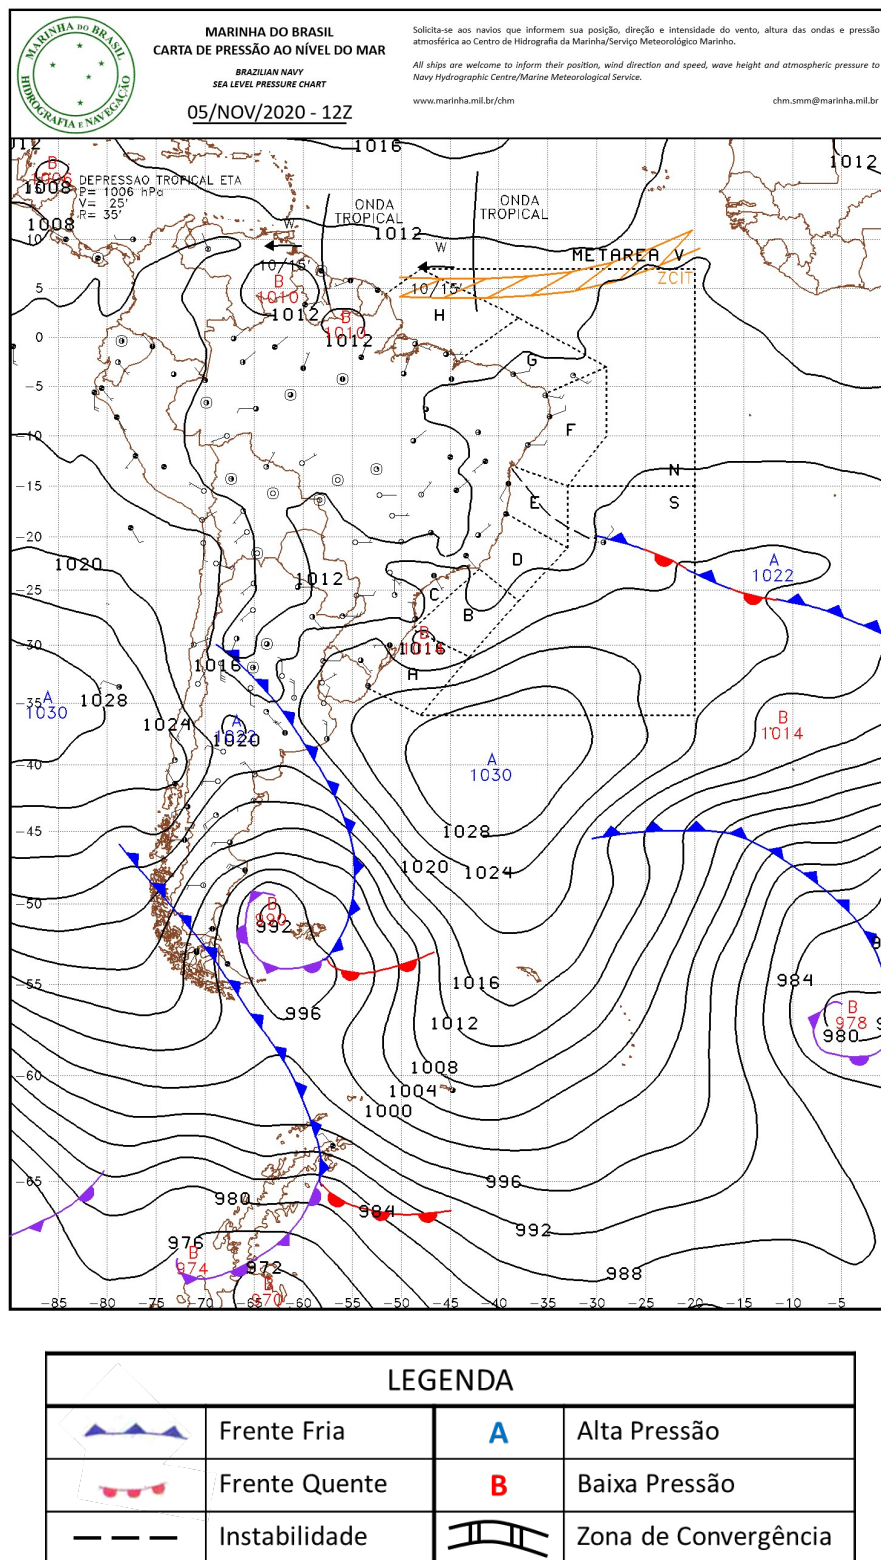 MARINHA DO BRASIL
HIDROGRAFIA E NAVEGAÇÃO
MARINHA DO BRASIL
CARTA DE PRESSÃO AO NÍVEL DO MAR
BRAZILIAN NAVY
SEA LEVEL PRESSURE CHART
05/NOV/2020 - 12Z
Solicita-se aos navios que informem sua posição, direção e intensidade do vento, altura das ondas e pressão
atmosférica ao Centro de Hidrografia da Marinha/Serviço Meteorológico Marinho.
All ships are welcome to inform their position, wind direction and speed, wave height and atmospheric pressure to
Navy Hydrographic Centre/Marine Meteorological Service.
www.marinha.mil.br/chm chm.smm@marinha.mil.br
1012 1016 1012
B
1006
1008
DEPRESSAO TROPICAL ETA
P= 1006 hPa
V= 25'
R= 35'
1008
ONDA
TROPICAL
ONDA
TROPICAL
1012
W
10/15'
W
10/15'
METAREA V
ZCIT
B
1010
1012
B
1010
1012
H
G
F
N
S
E
D
C
B
H
1020
1012
A
1022
B
1016
1028
A
1030
1024
A
1022
1020
A
1030
B
1014
1028
1020
1024
B
990
992
996
1016
1012
1008
1004
1000
984
B
978
980
996
992
988
980
984
976
B
974
972
B
970
10
5
0
−5
−10
−15
−20
−25
−30
−35
−40
−45
−50
−55
−60
−65
−85 −80 −75 −70 −65 −60 −55 −50 −45 −40 −35 −30 −25 −20 −15 −10 −5
LEGENDA
Frente Fria A Alta Pressão
Frente Quente B Baixa Pressão
Instabilidade Zona de Convergência